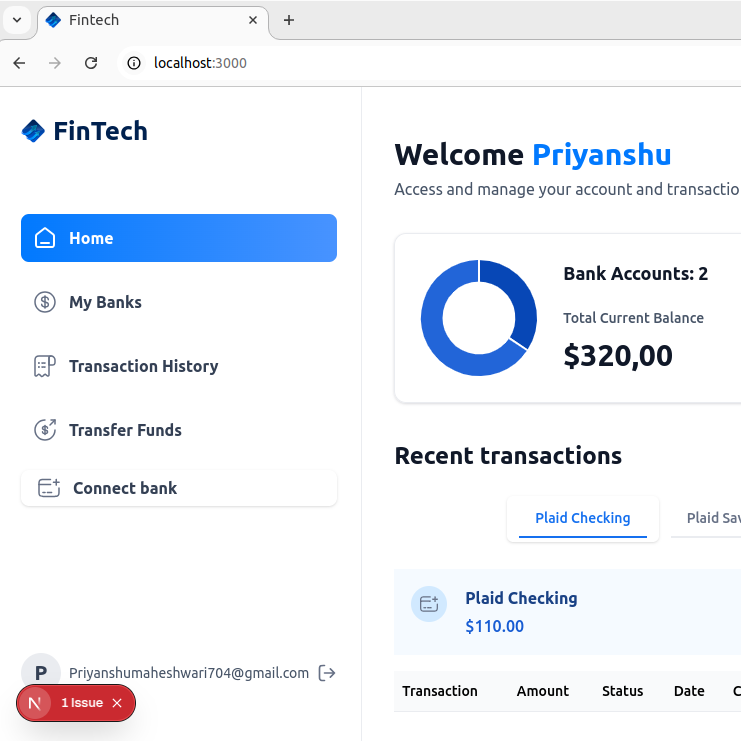 Fintech
localhost:3000
FinTech
Home
My Banks
Transaction History
Transfer Funds
Connect bank
P
Priyanshumaheshwari704@gmail.com
N
1 Issue
Welcome Priyanshu
Access and manage your account and transactio
Bank Accounts: 2
Total Current Balance
$320,00
Recent transactions
Plaid Checking
Plaid Sav
Plaid Checking
$110.00
Transaction Amount Status Date C